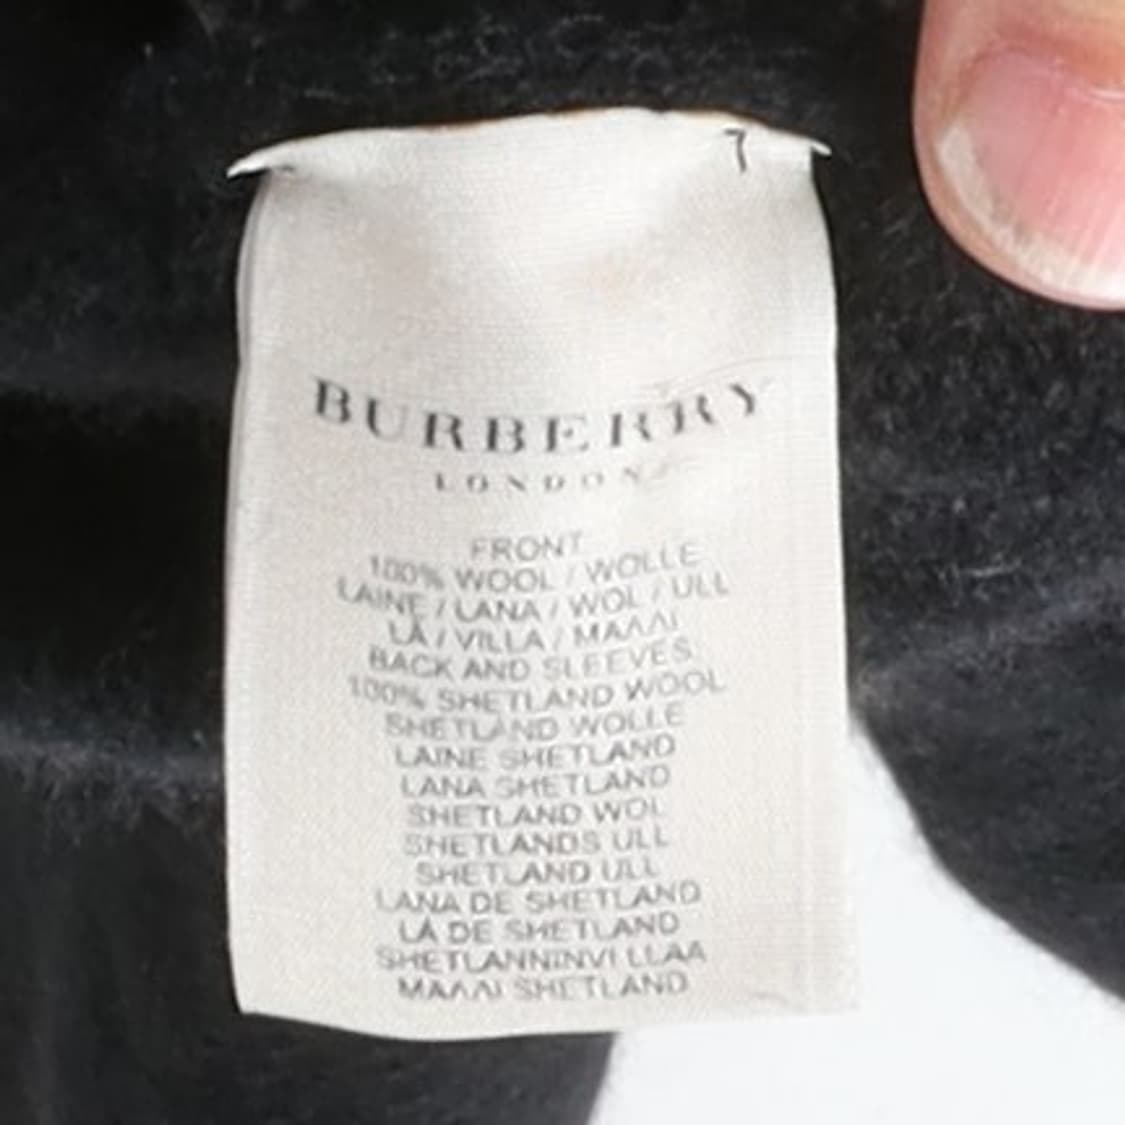 7
BURBERRY
LONDON
FRONT
100% WOOL / WOLLE
LAINE / LANA / WOL / ULL
LÃ / VILLA / ΜΑΛΛΙ
BACK AND SLEEVES
100% SHETLAND WOOL
SHETLAND WOLLE
LAINE SHETLAND
LANA SHETLAND
SHETLAND WOL
SHETLANDS ULL
SHETLAND ULL
LANA DE SHETLAND
LÃ DE SHETLAND
SHETLANNINVILLAA
ΜΑΛΛΙ SHETLAND